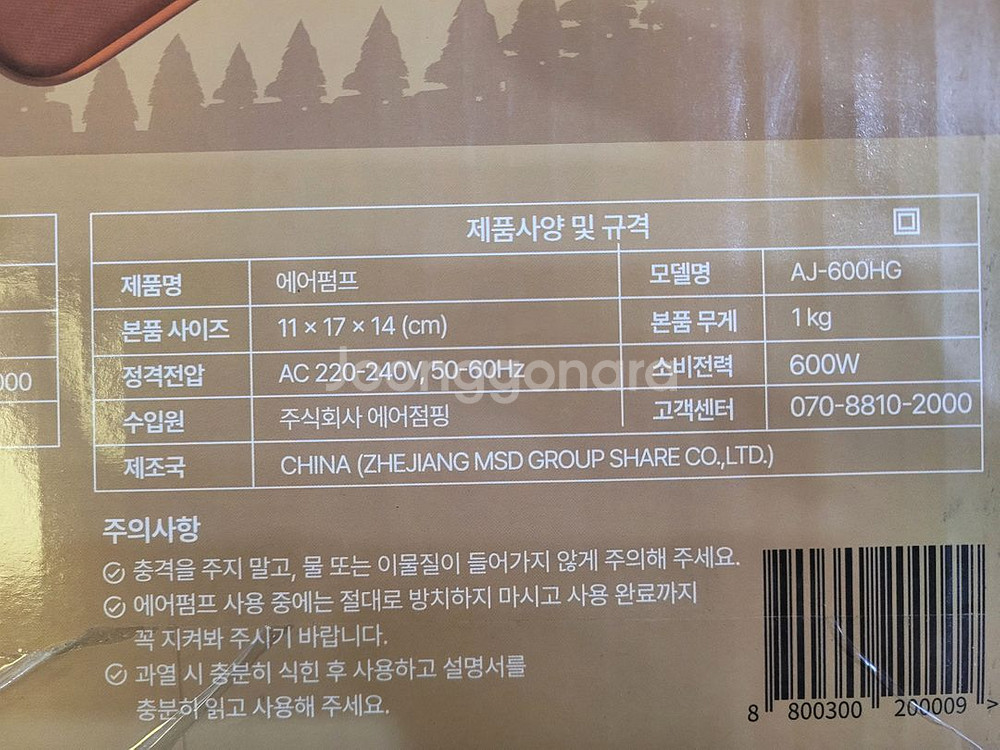 제품사양 및 규격
제품명 에어펌프 모델명 AJ-600HG
본품 사이즈 11 × 17 × 14 (cm) 본품 무게 1 kg
000
정격전압 AC 220-240V, 50-60Hz 소비전력 600W
Joonggonara
수입원 주식회사 에어점핑 고객센터 070-8810-2000
제조국 CHINA (ZHEJIANG MSD GROUP SHARE CO.,LTD.)
주의사항
충격을 주지 말고, 물 또는 이물질이 들어가지 않게 주의해 주세요.
에어펌프 사용 중에는 절대로 방치하지 마시고 사용 완료까지
꼭 지켜봐 주시기 바랍니다.
과열 시 충분히 식힌 후 사용하고 설명서를
충분히 읽고 사용해 주세요.
8 800300 200009 >